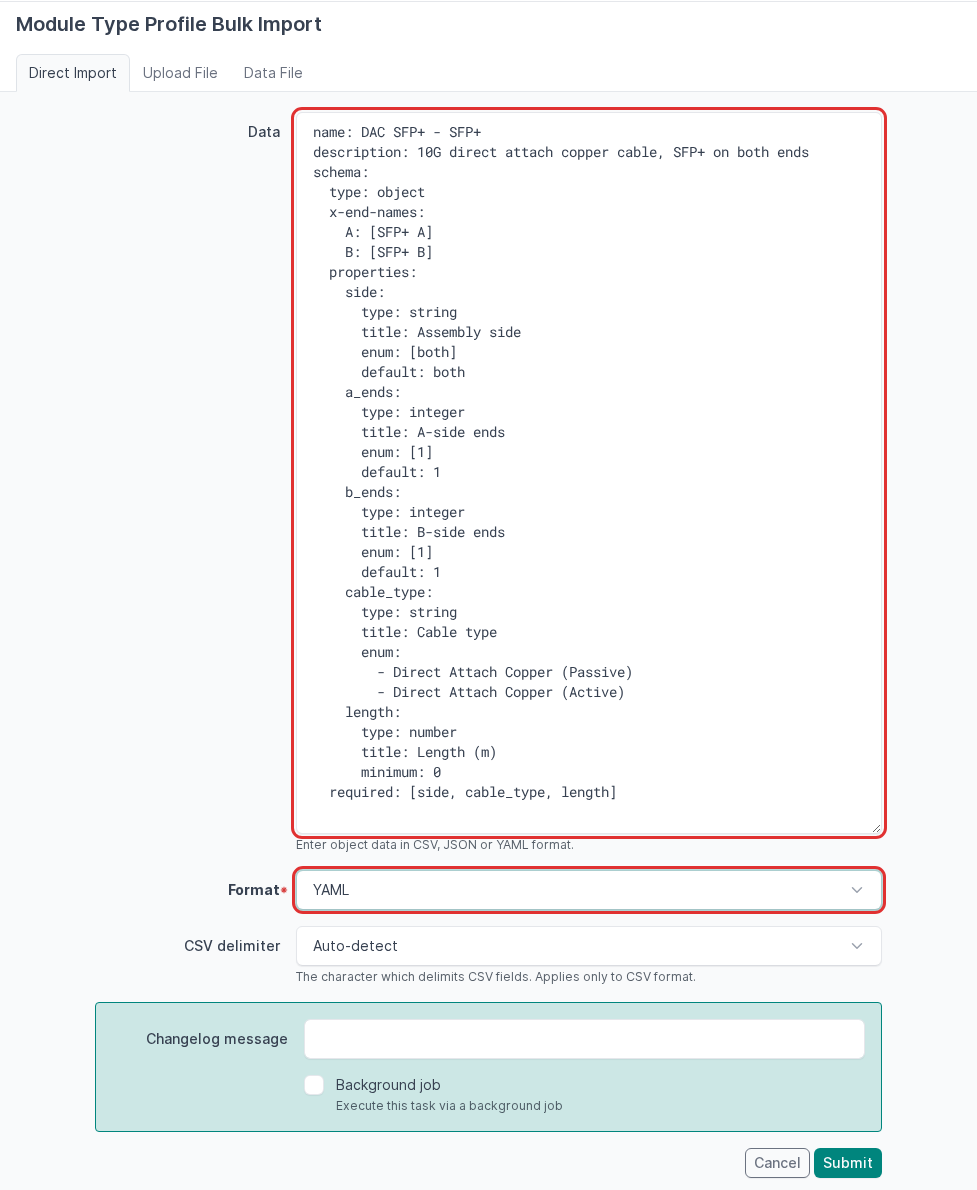 Module Type Profile Bulk Import
Direct Import
Upload File
Data File
Data
name: DAC SFP+ - SFP+
description: 10G direct attach copper cable, SFP+ on both ends
schema:
  type: object
  x-end-names:
    A: [SFP+ A]
    B: [SFP+ B]
  properties:
    side:
      type: string
      title: Assembly side
      enum: [both]
      default: both
    a_ends:
      type: integer
      title: A-side ends
      enum: [1]
      default: 1
    b_ends:
      type: integer
      title: B-side ends
      enum: [1]
      default: 1
    cable_type:
      type: string
      title: Cable type
      enum:
        - Direct Attach Copper (Passive)
        - Direct Attach Copper (Active)
    length:
      type: number
      title: Length (m)
      minimum: 0
  required: [side, cable_type, length]
Enter object data in CSV, JSON or YAML format.
Format*
YAML
CSV delimiter
Auto-detect
The character which delimits CSV fields. Applies only to CSV format.
Changelog message
Background job
Execute this task via a background job
Cancel
Submit